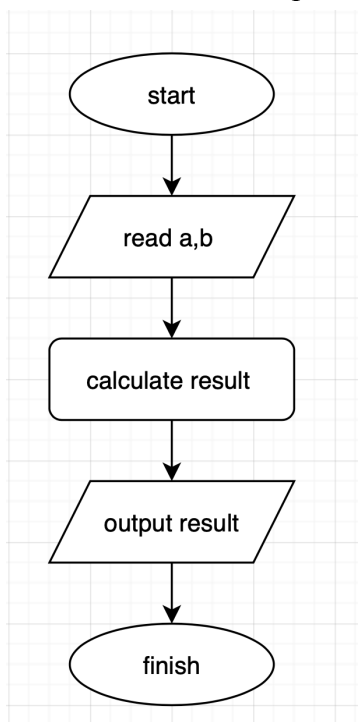 start
read a,b
calculate result
output result
finish